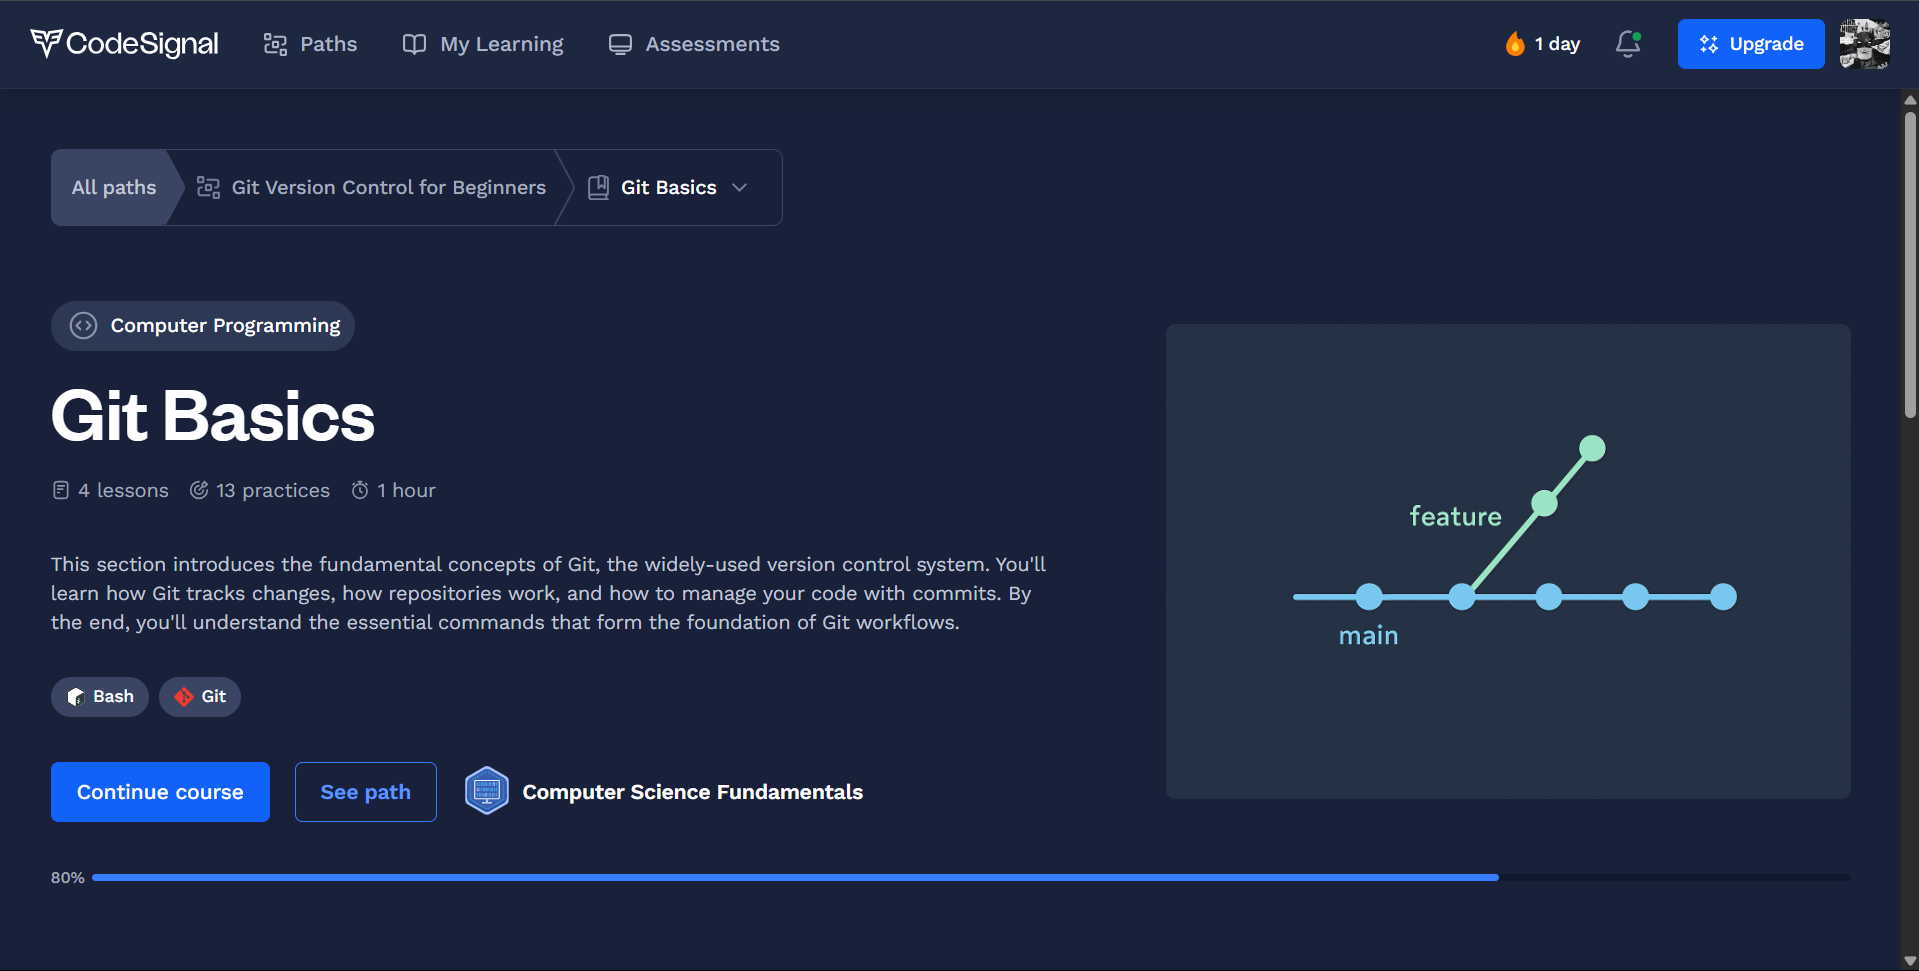 CodeSignal
Paths
My Learning
Assessments
1 day
Upgrade
All paths
Git Version Control for Beginners
Git Basics
Computer Programming
Git Basics
4 lessons
13 practices
1 hour
This section introduces the fundamental concepts of Git, the widely-used version control system. You'll
learn how Git tracks changes, how repositories work, and how to manage your code with commits. By
the end, you'll understand the essential commands that form the foundation of Git workflows.
Bash
Git
Continue course
See path
Computer Science Fundamentals
80%
feature
main